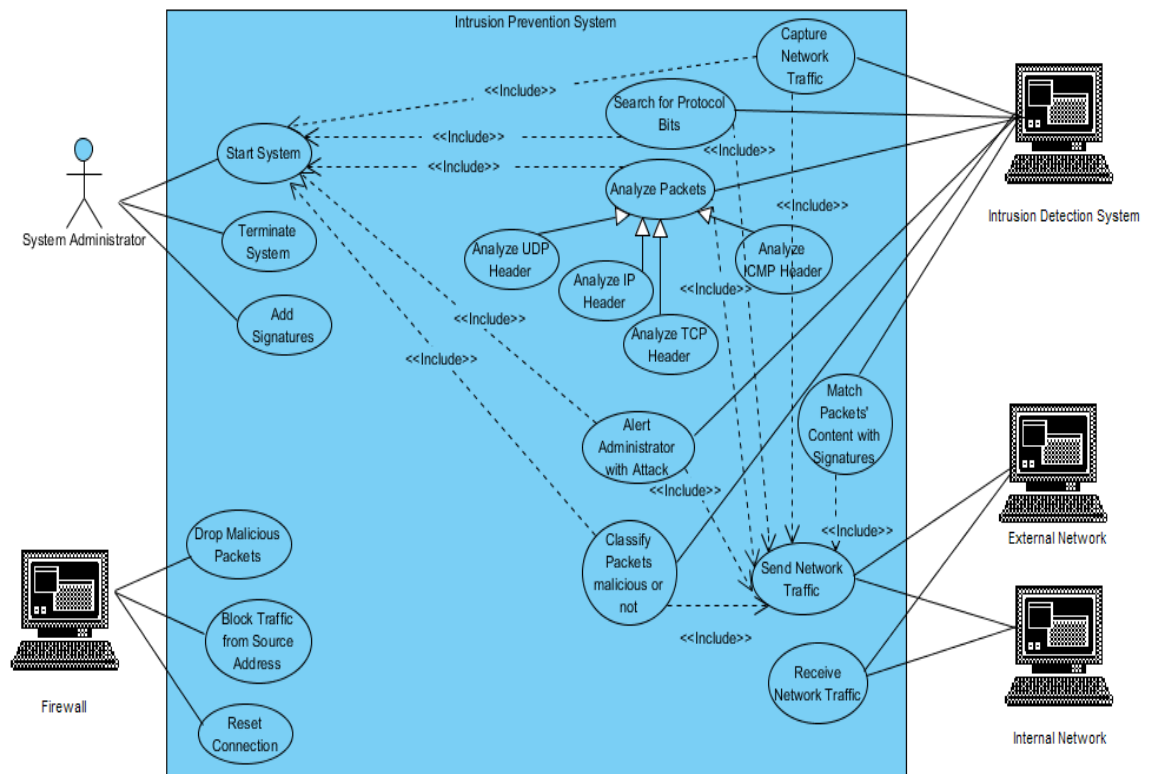 Intrusion Prevention System
Capture
Network
Traffic
<<Include>>
Search for Protocol
Bits
<<Include>>
Start System
<<Include>>
<<Include>>
Analyze Packets
System Administrator
Intrusion Detection System
<<Include>>
Terminate
System
Analyze UDP
Header
Analyze
ICMP Header
Analyze IP
Header
<<Include>>
Add
Signatures
<<Include>>
Analyze TCP
Header
<<Include>>
Match
Packets'
Content with
Signatures
Alert
Administrator
with Attack
<<Include>>
Drop Malicious
Packets
<<Include>>
External Network
Classify
Packets
malicious or
not
Send Network
Traffic
Block Traffic
from Source
Address
<<Include>>
Receive
Network Traffic
Firewall
Reset
Connection
Internal Network